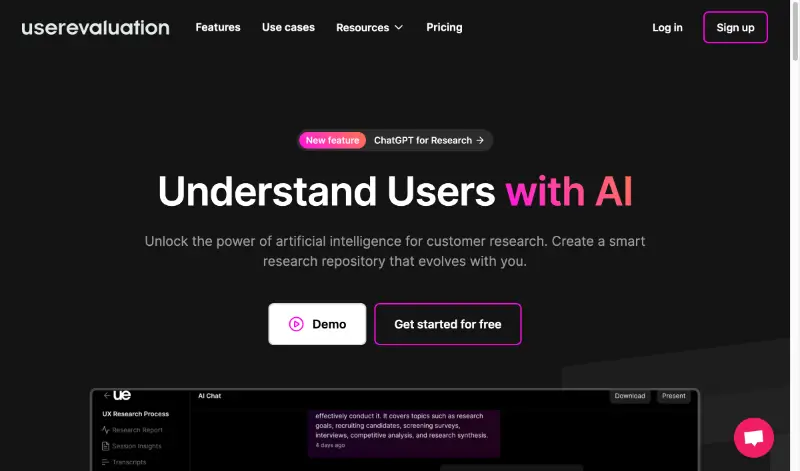 userevaluation
Features
Use cases
Resources
Pricing
Log in
Sign up
New feature
ChatGPT for Research →
Understand Users with AI
Unlock the power of artificial intelligence for customer research. Create a smart
research repository that evolves with you.
Demo
Get started for free
← ue
AI Chat
Download
Present
UX Research Process
effectively conduct it. It covers topics such as research
goals, recruiting candidates, screening surveys,
interviews, competitive analysis, and research synthesis.
4 days ago
Research Report
Session Insights
Transcripts